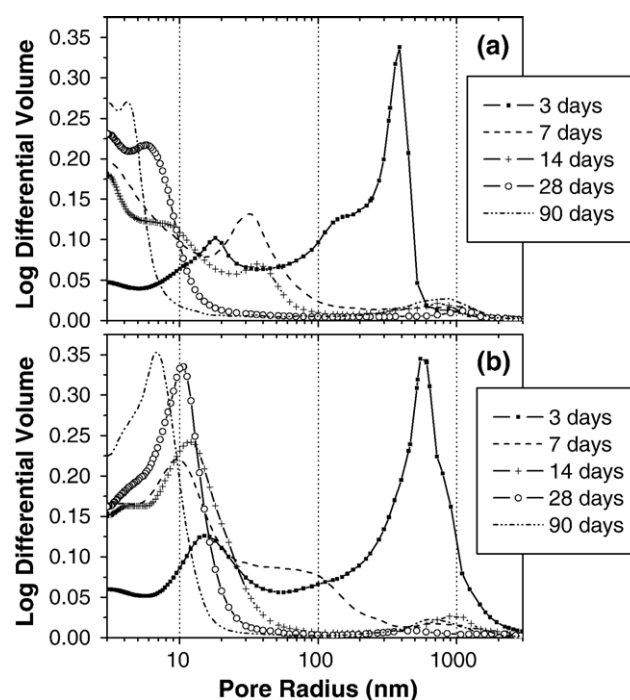 (a)
Log Differential Volume
0.35
0.30
0.25
0.20
0.15
0.10
0.05
0.00
3 days
7 days
14 days
28 days
90 days
(b)
Log Differential Volume
0.35
0.30
0.25
0.20
0.15
0.10
0.05
0.00
3 days
7 days
14 days
28 days
90 days
10
100
1000
Pore Radius (nm)